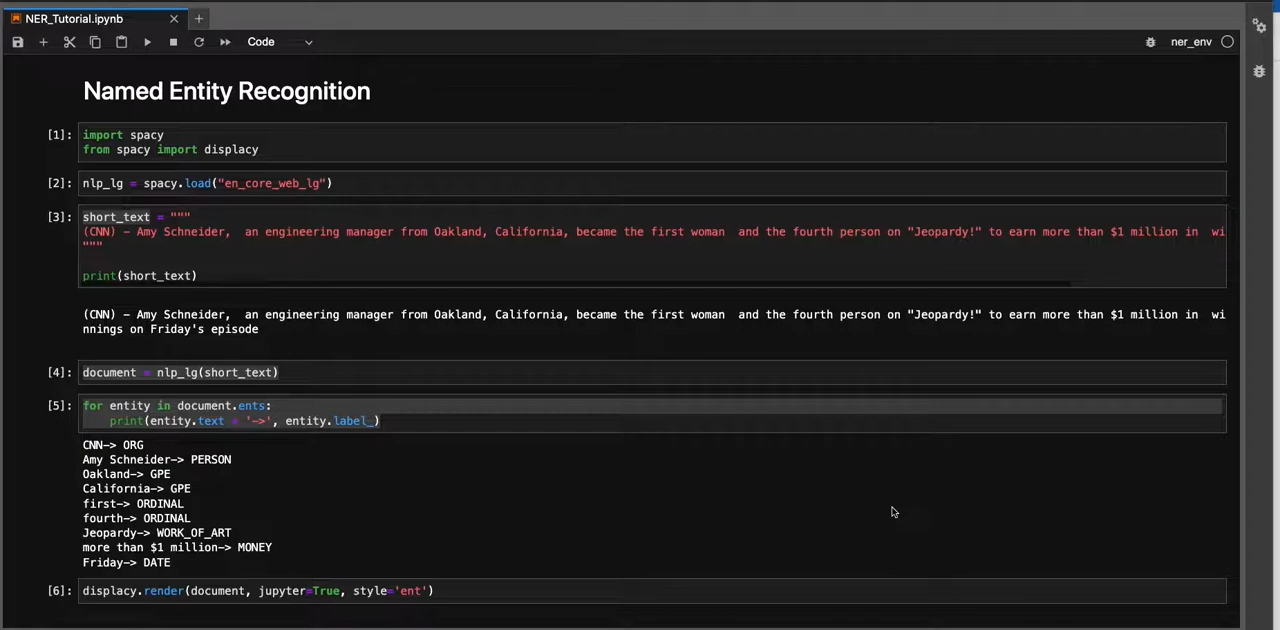 NER_Tutorial.ipynb
Code
ner_env
Named Entity Recognition
[1]: import spacy
from spacy import displacy
[2]: nlp_lg = spacy.load("en_core_web_lg")
[3]: short_text = """
(CNN) — Amy Schneider,  an engineering manager from Oakland, California, became the first woman  and the fourth person on "Jeopardy!" to earn more than $1 million in  wi
"""
print(short_text)
(CNN) — Amy Schneider,  an engineering manager from Oakland, California, became the first woman  and the fourth person on "Jeopardy!" to earn more than $1 million in  wi
nnings on Friday's episode
[4]: document = nlp_lg(short_text)
[5]: for entity in document.ents:
    print(entity.text + '->', entity.label_)
CNN-> ORG
Amy Schneider-> PERSON
Oakland-> GPE
California-> GPE
first-> ORDINAL
fourth-> ORDINAL
Jeopardy-> WORK_OF_ART
more than $1 million-> MONEY
Friday-> DATE
[6]: displacy.render(document, jupyter=True, style='ent')